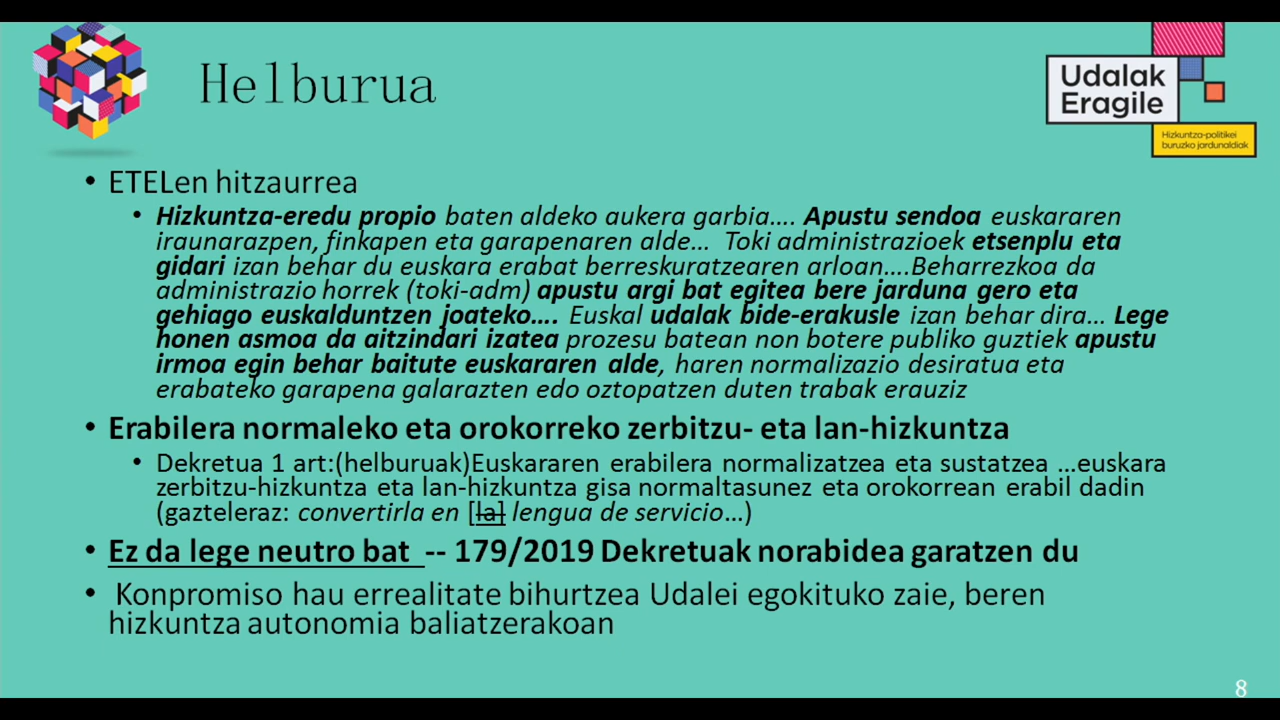 Helburua
Udalak
Eragile
Hizkuntza-politikei
buruzko jardunaldiak
• ETELen hitzaurrea
• Hizkuntza-eredu propio baten aldeko aukera garbia.... Apustu sendoa euskararen
iraunarazpen, finkapen eta garapenaren alde... Toki administrazioek etsenplu eta
gidari izan behar du euskara erabat berreskuratzearen arloan....Beharrezkoa da
administrazio horrek (toki-adm) apustu argi bat egitea bere jarduna gero eta
gehiago euskalduntzen joateko.... Euskal udalak bide-erakusle izan behar dira... Lege
honen asmoa da aitzindari izatea prozesu batean non botere publiko guztiek apustu
irmoa egin behar baitute euskararen alde, haren normalizazio desiratua eta
erabateko garapena galarazten edo oztopatzen duten trabak erauziz
• Erabilera normaleko eta orokorreko zerbitzu- eta lan-hizkuntza
• Dekretua 1 art:(helburuak)Euskararen erabilera normalizatzea eta sustatzea ...euskara
zerbitzu-hizkuntza eta lan-hizkuntza gisa normaltasunez eta orokorrean erabil dadin
(gazteleraz: convertirla en [la] lengua de servicio...)
• Ez da lege neutro bat -- 179/2019 Dekretuak norabidea garatzen du
• Konpromiso hau errealitate bihurtzea Udalei egokituko zaie, beren
hizkuntza autonomia baliatzerakoan
8